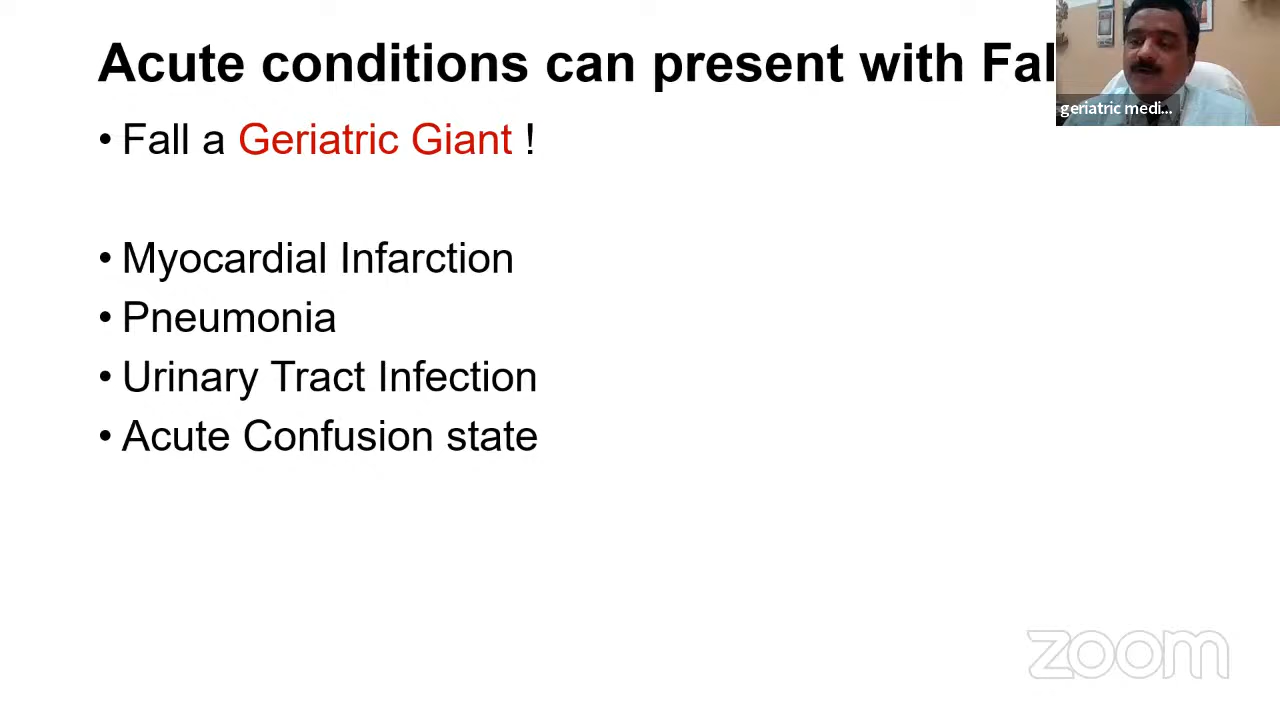 Acute conditions can present with Fal
geriatric medi...
• Fall a Geriatric Giant !
• Myocardial Infarction
• Pneumonia
• Urinary Tract Infection
• Acute Confusion state
zoom